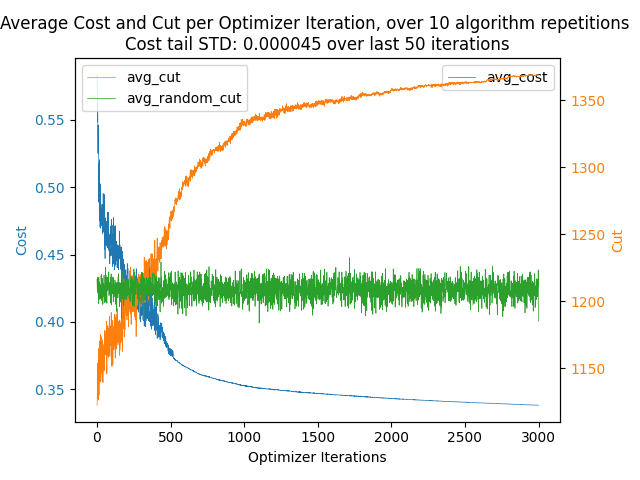 Average Cost and Cut per Optimizer Iteration, over 10 algorithm repetitions
Cost tail STD: 0.000045 over last 50 iterations
avg_cut
avg_random_cut
avg_cost
0.55
0.50
0.45
0.40
0.35
Cost
1350
1300
1250
1200
1150
Cut
0
500
1000
1500
2000
2500
3000
Optimizer Iterations